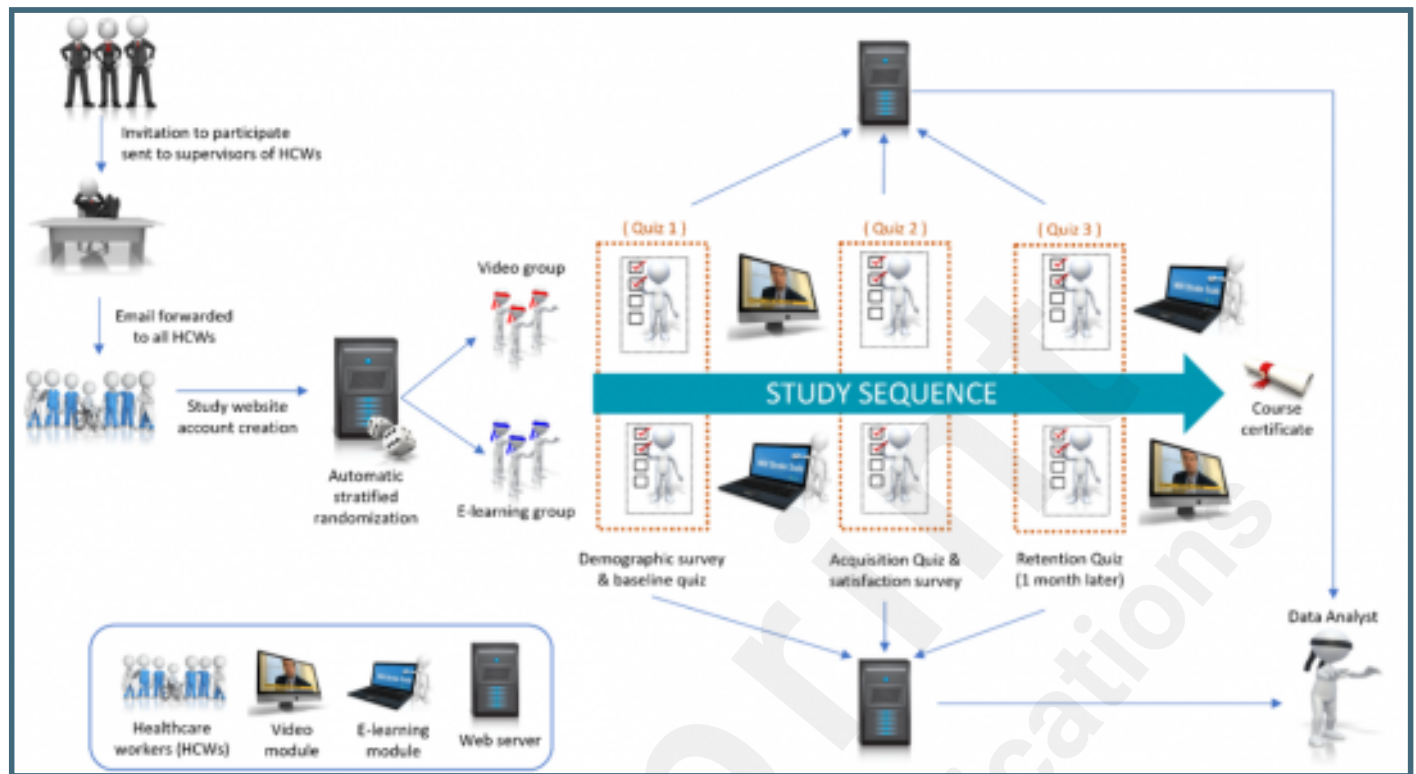 Invitation to participate
sent to supervisors of HCWs
Email forwarded
to all HCWs
Study website
account creation
Automatic
stratified
randomization
Video group
E-learning group
( Quiz 1 )
( Quiz 2 )
( Quiz 3 )
STUDY SEQUENCE
Course
certificate
Demographic survey
& baseline quiz
Acquisition Quiz &
satisfaction survey
Retention Quiz
(1 month later)
Data Analyst
Healthcare
workers (HCWs)
Video
module
E-learning
module
Web server